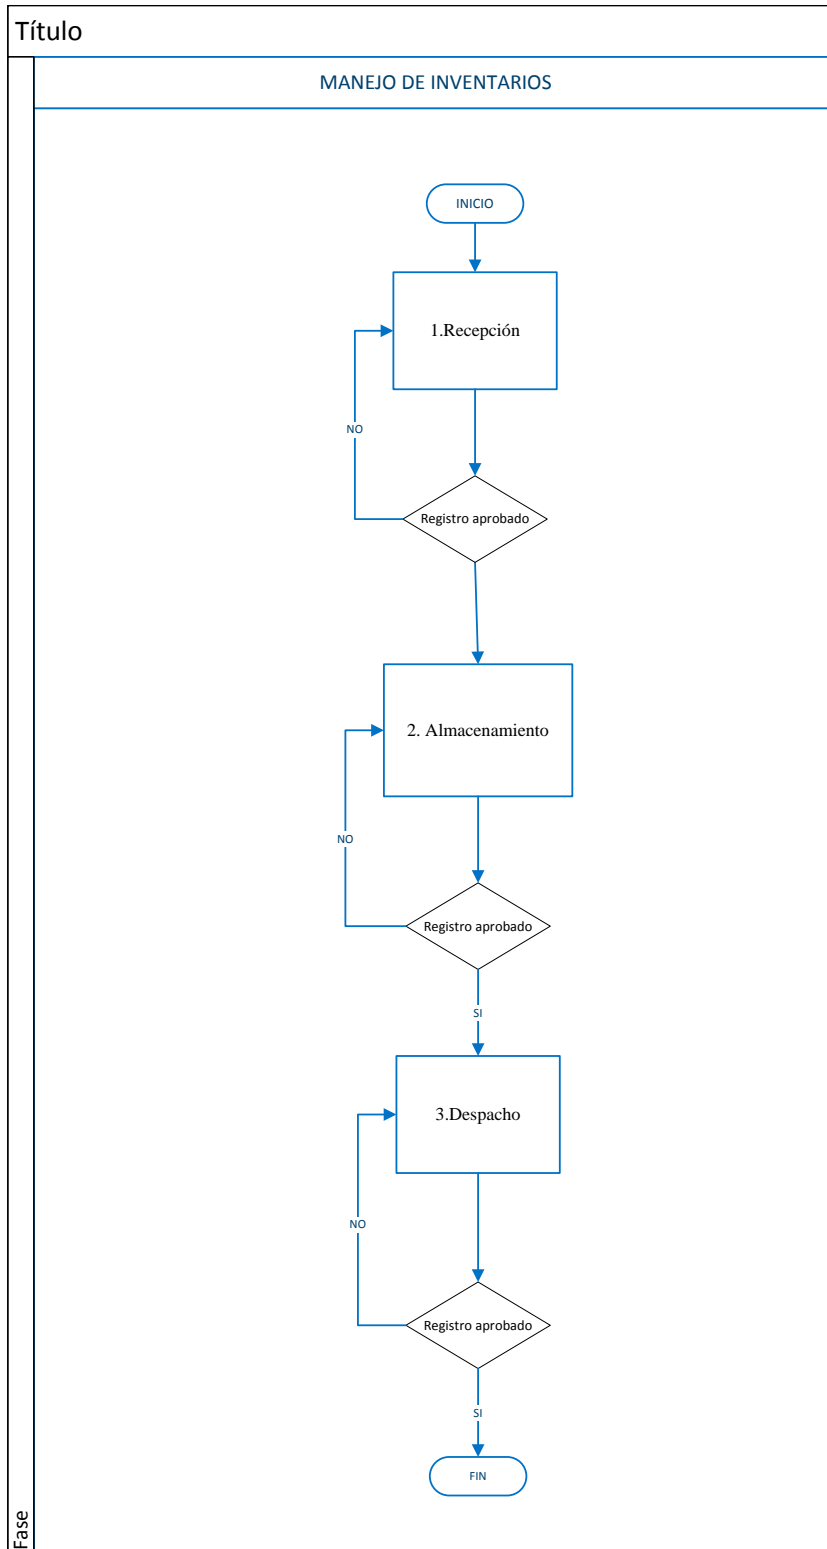 Título
MANEJO DE INVENTARIOS
INICIO
1.Recepción
NO
Registro aprobado
2. Almacenamiento
NO
Registro aprobado
SI
3.Despacho
NO
Registro aprobado
SI
FIN
Fase